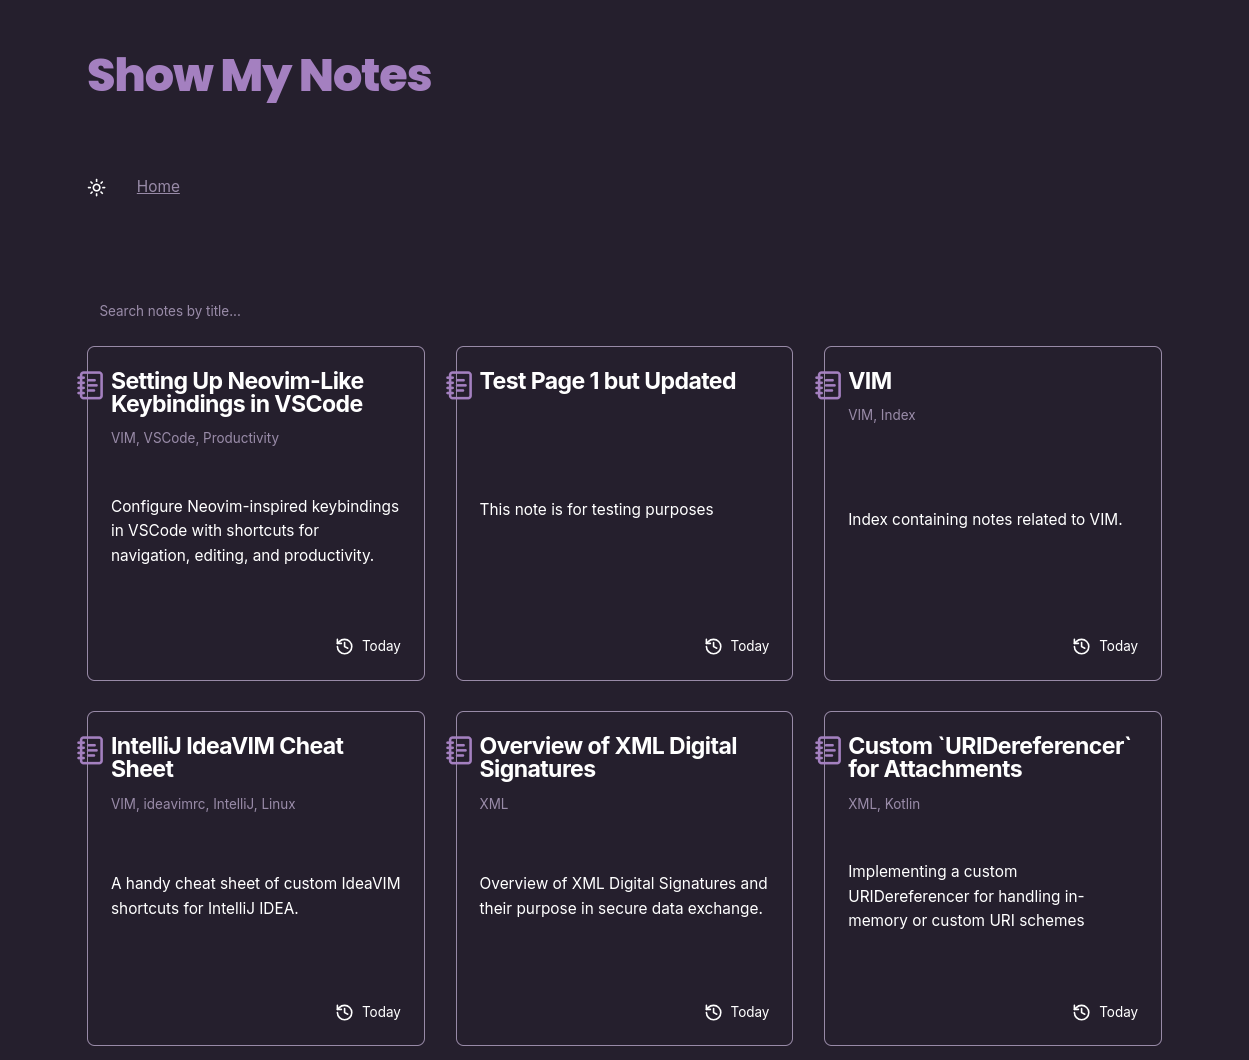 Show My Notes
Home
Search notes by title...
Setting Up Neovim-Like
Keybindings in VSCode
VIM, VSCode, Productivity
Configure Neovim-inspired keybindings
in VSCode with shortcuts for
navigation, editing, and productivity.
Today
Test Page 1 but Updated
This note is for testing purposes
Today
VIM
VIM, Index
Index containing notes related to VIM.
Today
IntelliJ IdeaVIM Cheat
Sheet
VIM, ideavimrc, IntelliJ, Linux
A handy cheat sheet of custom IdeaVIM
shortcuts for IntelliJ IDEA.
Today
Overview of XML Digital
Signatures
XML
Overview of XML Digital Signatures and
their purpose in secure data exchange.
Today
Custom `URIDereferencer`
for Attachments
XML, Kotlin
Implementing a custom
URIDereferencer for handling in-
memory or custom URI schemes
Today